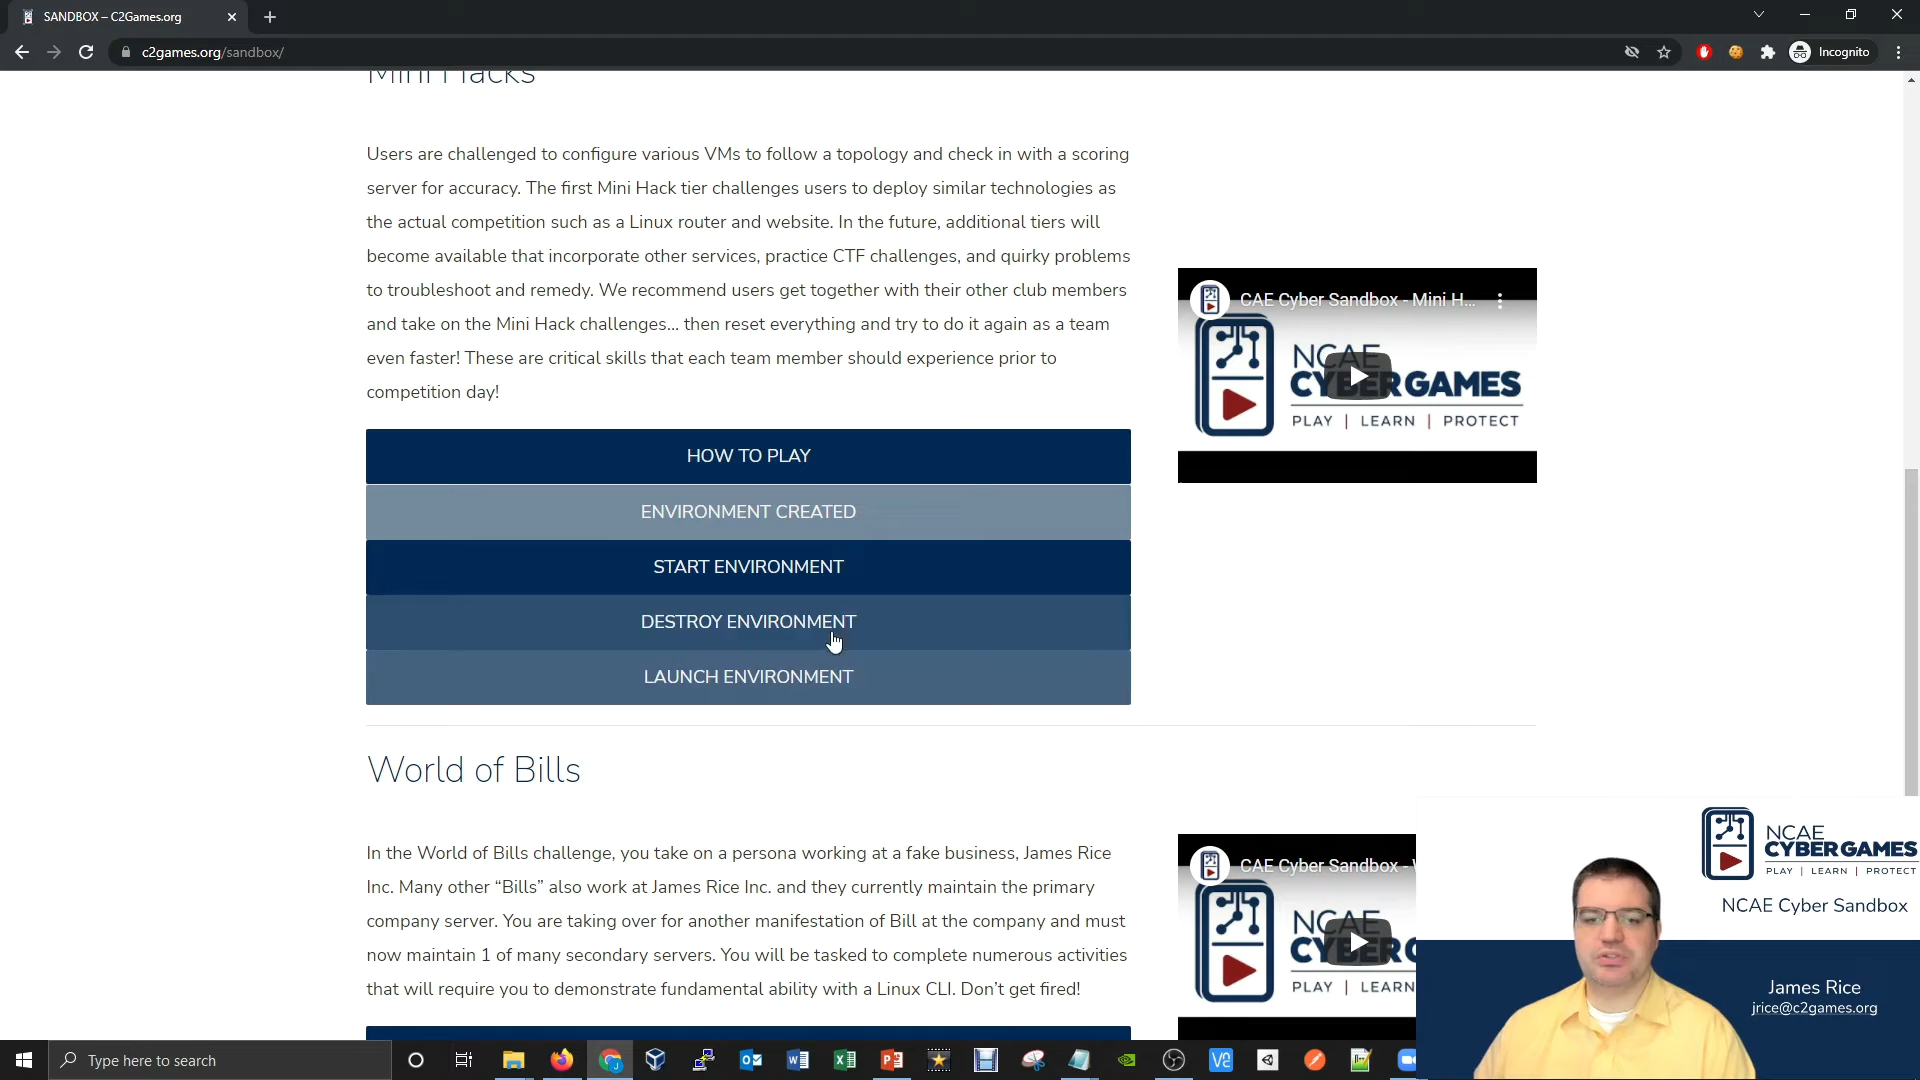 SANDBOX – C2Games.org
c2games.org/sandbox/
Incognito
Mini Hacks
Users are challenged to configure various VMs to follow a topology and check in with a scoring
server for accuracy. The first Mini Hack tier challenges users to deploy similar technologies as
the actual competition such as a Linux router and website. In the future, additional tiers will
become available that incorporate other services, practice CTF challenges, and quirky problems
to troubleshoot and remedy. We recommend users get together with their other club members
and take on the Mini Hack challenges... then reset everything and try to do it again as a team
even faster! These are critical skills that each team member should experience prior to
competition day!
CAE Cyber Sandbox - Mini H...
NCAE
CYBERGAMES
PLAY | LEARN | PROTECT
HOW TO PLAY
ENVIRONMENT CREATED
START ENVIRONMENT
DESTROY ENVIRONMENT
LAUNCH ENVIRONMENT
World of Bills
In the World of Bills challenge, you take on a persona working at a fake business, James Rice
Inc. Many other “Bills” also work at James Rice Inc. and they currently maintain the primary
company server. You are taking over for another manifestation of Bill at the company and must
now maintain 1 of many secondary servers. You will be tasked to complete numerous activities
that will require you to demonstrate fundamental ability with a Linux CLI. Don’t get fired!
CAE Cyber Sandbox -
NCAE
PLAY | LEARN
NCAE
CYBERGAMES
PLAY | LEARN | PROTECT
NCAE Cyber Sandbox
James Rice
jrice@c2games.org
Type here to search